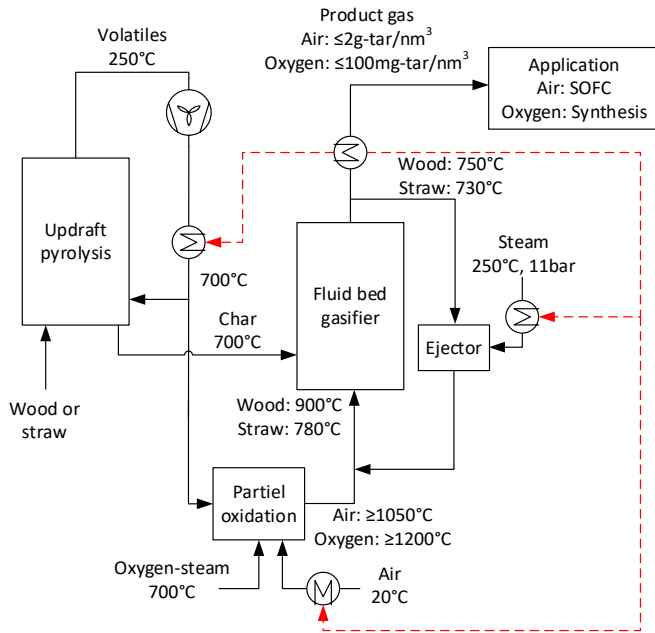 Product gas
Air: ≤2g-tar/nm³
Oxygen: ≤100mg-tar/nm³
Volatiles
250°C
Application
Air: SOFC
Oxygen: Synthesis
Wood: 750°C
Straw: 730°C
Updraft
pyrolysis
700°C
Steam
250°C, 11bar
Fluid bed
gasifier
Char
700°C
Ejector
Wood or
straw
Wood: 900°C
Straw: 780°C
Partiel
oxidation
Air: ≥1050°C
Oxygen: ≥1200°C
Oxygen-steam
700°C
Air
20°C